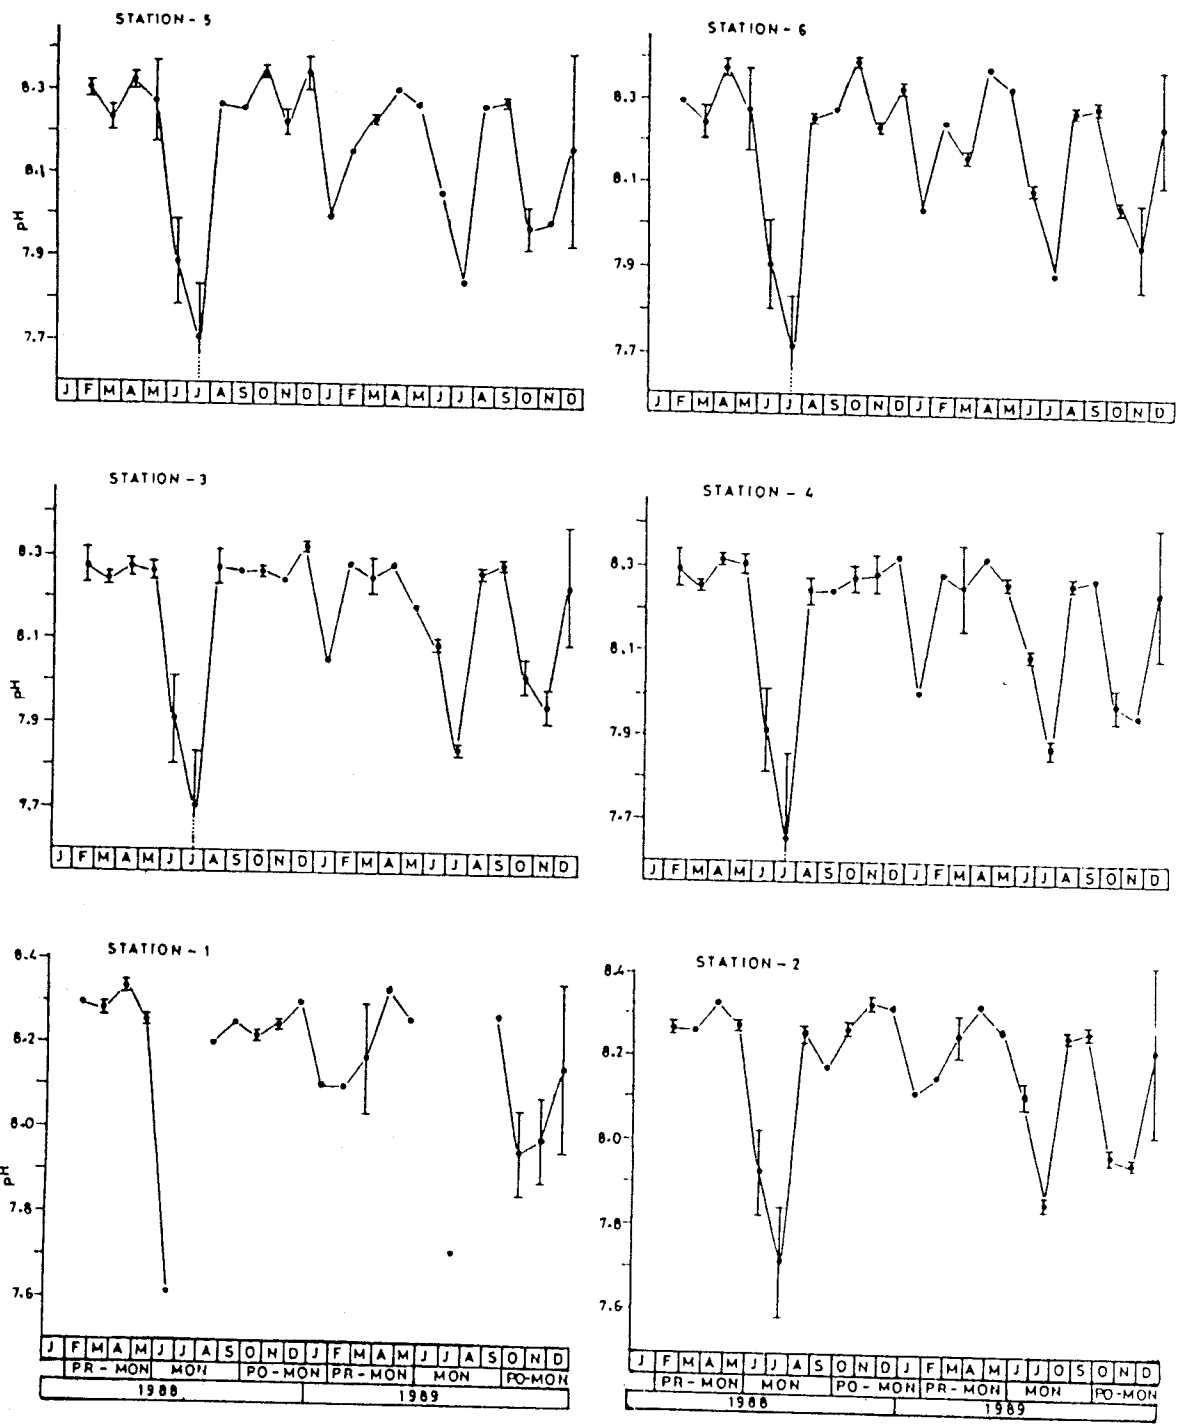 STATION - 5
8.3
8.1
7.9
7.7
pH
J F M A M J J A S O N D J F M A M J J A S O N D
STATION - 6
8.3
8.1
7.9
7.7
J F M A M J J A S O N D J F M A M J J A S O N D
STATION - 3
8.3
8.1
7.9
7.7
pH
J F M A M J J A S O N D J F M A M J J A S O N D
STATION - 4
8.3
8.1
7.9
7.7
J F M A M J J A S O N D J F M A M J J A S O N D
STATION - 1
8.4
8.2
8.0
7.8
7.6
pH
J F M A M J J A S O N D J F M A M J J A S O N D
PR - MON MON PO - MON PR - MON MON PO-MON
1988 1989
STATION - 2
8.4
8.2
8.0
7.8
7.6
J F M A M J J A S O N D J F M A M J J O S O N D
PR - MON MON PO - MON PR - MON MON PO-MON
1988 1989